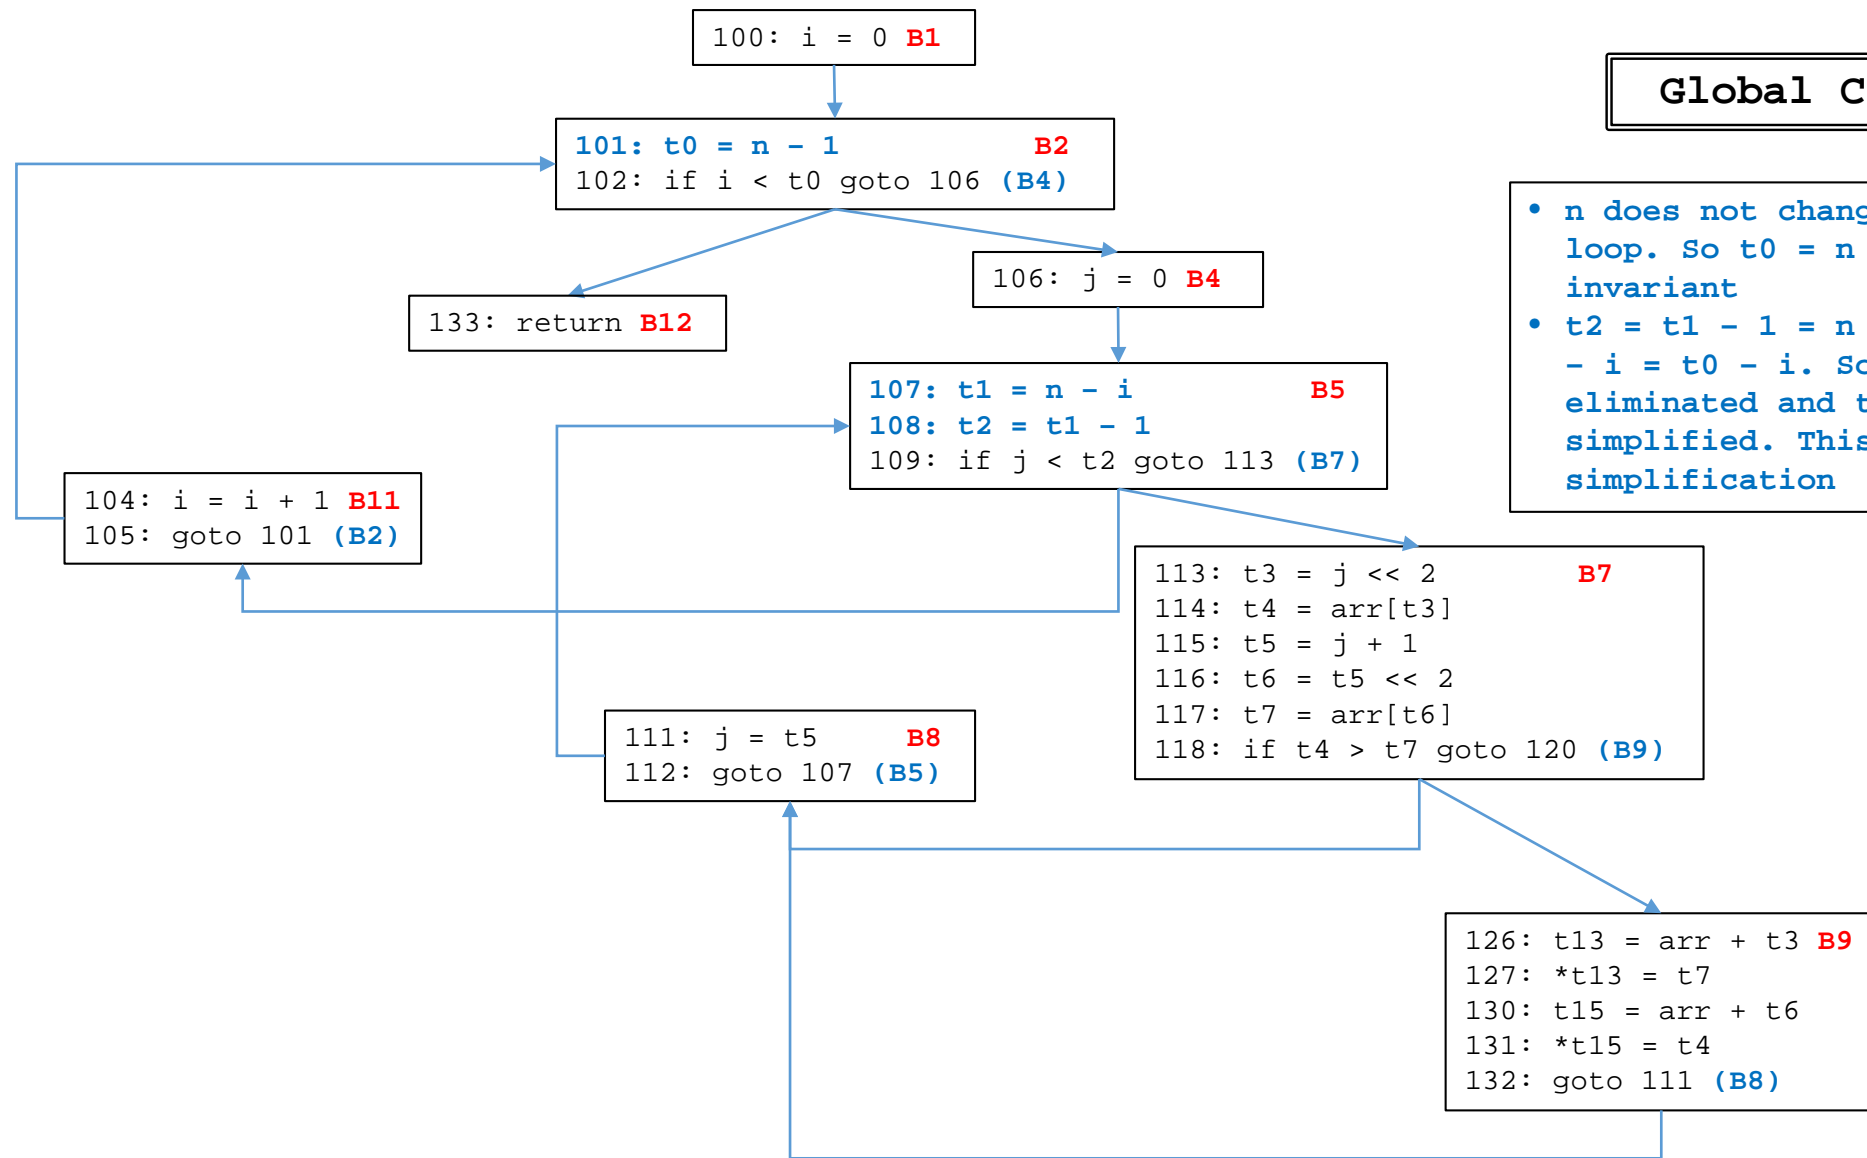 100: i = 0 B1
Global C
101: t0 = n – 1 B2
102: if i < t0 goto 106 (B4)
• n does not chang
loop. So t0 = n
invariant
• t2 = t1 – 1 = n
– i = t0 – i. So
eliminated and t
simplified. This
simplification
106: j = 0 B4
133: return B12
107: t1 = n – i B5
108: t2 = t1 – 1
109: if j < t2 goto 113 (B7)
104: i = i + 1 B11
105: goto 101 (B2)
113: t3 = j << 2 B7
114: t4 = arr[t3]
115: t5 = j + 1
116: t6 = t5 << 2
117: t7 = arr[t6]
118: if t4 > t7 goto 120 (B9)
111: j = t5 B8
112: goto 107 (B5)
126: t13 = arr + t3 B9
127: *t13 = t7
130: t15 = arr + t6
131: *t15 = t4
132: goto 111 (B8)